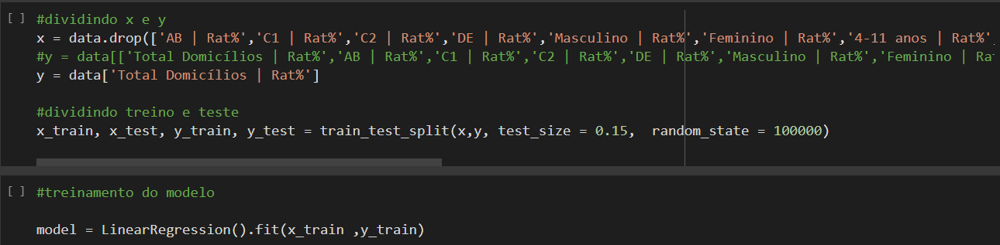 [ ] #dividindo x e y
x = data.drop(['AB | Rat%','C1 | Rat%','C2 | Rat%','DE | Rat%','Masculino | Rat%','Feminino | Rat%','4-11 anos | Rat%'
#y = data[['Total Domicílios | Rat%','AB | Rat%','C1 | Rat%','C2 | Rat%','DE | Rat%','Masculino | Rat%','Feminino | Ra
y = data['Total Domicílios | Rat%']
#dividindo treino e teste
x_train, x_test, y_train, y_test = train_test_split(x,y, test_size = 0.15,  random_state = 100000)
[ ] #treinamento do modelo
model = LinearRegression().fit(x_train ,y_train)